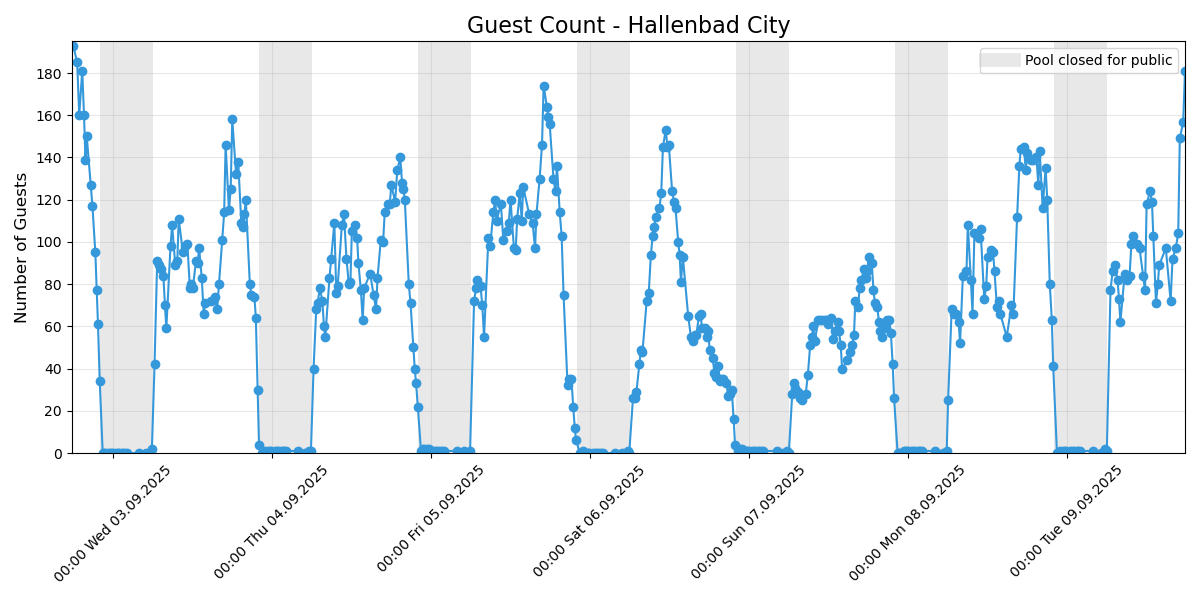 Guest Count - Hallenbad City
Pool closed for public
Number of Guests
180
160
140
120
100
80
60
40
20
0
00:00 Wed 03.09.2025
00:00 Thu 04.09.2025
00:00 Fri 05.09.2025
00:00 Sat 06.09.2025
00:00 Sun 07.09.2025
00:00 Mon 08.09.2025
00:00 Tue 09.09.2025